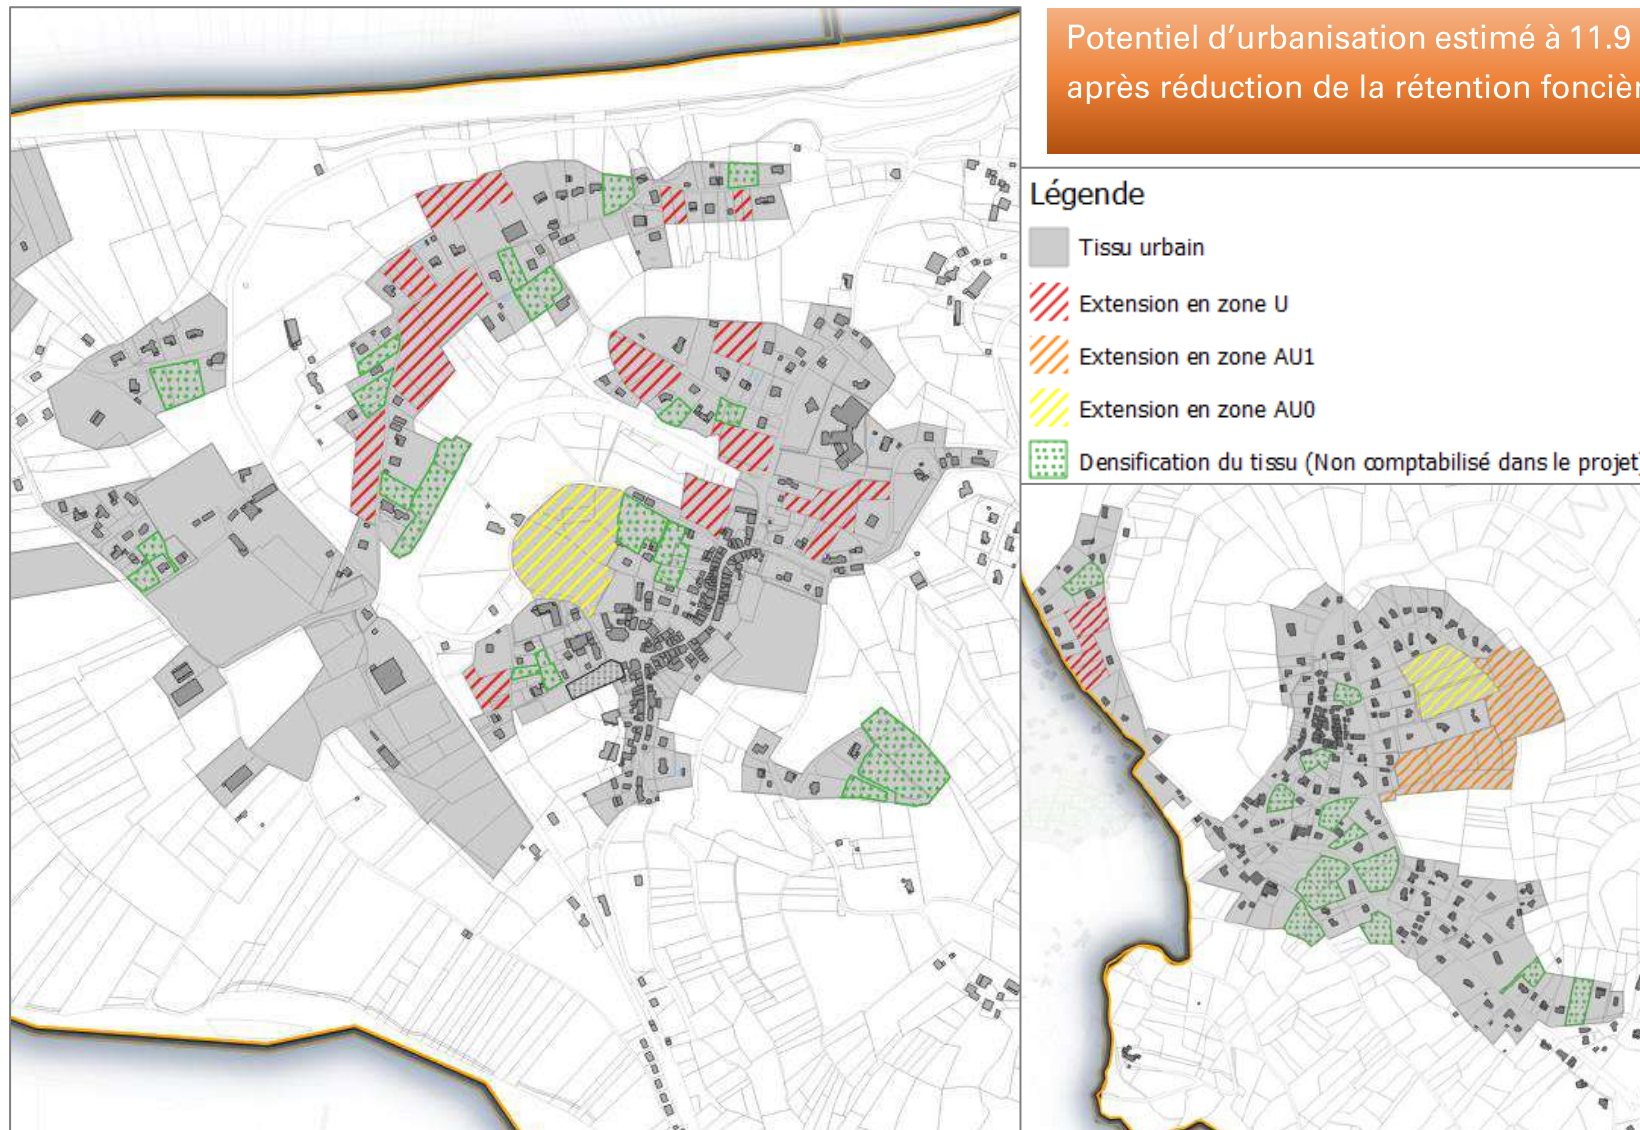 Potentiel d'urbanisation estimé à 11.9
après réduction de la rétention
Légende
Tissu urbain
Extension en zone U
Extension en zone AU1
Extension en zone AU0
Densification du tissu (Non comptabilisé dans le projet)